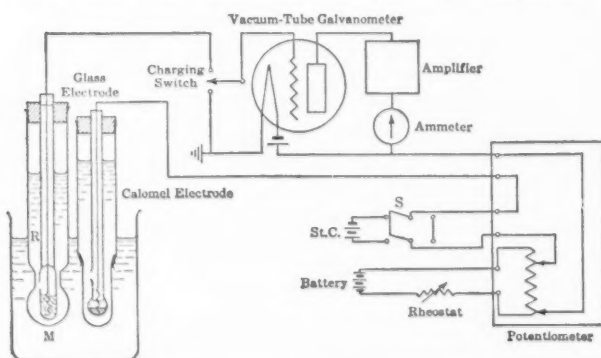 Vacuum-Tube Galvanometer
Charging
Switch
Glass
Electrode
Amplifier
Ammeter
Calomel Electrode
R
S
St.C.
Battery
Rheostat
M
Potentiometer